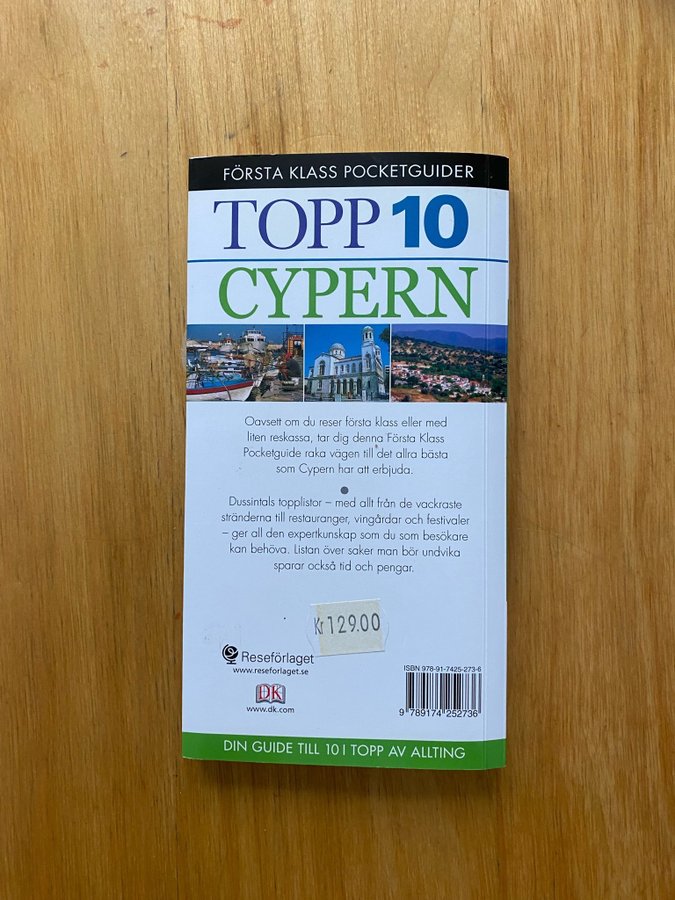 FÖRSTA KLASS POCKETGUIDER
TOPP 10
CYPERN
Oavsett om du reser första klass eller med
liten reskassa, tar dig denna Första Klass
Pocketguide raka vägen till det allra bästa
som Cypern har att erbjuda.
Dussintals topplistor – med allt från de vackraste
stränderna till restauranger, vingårdar och festivaler
– ger all den expertkunskap som du som besökare
kan behöva. Listan över saker man bör undvika
sparar också tid och pengar.
Kr 129.00
Reseförlaget
www.reseforlaget.se
DK
www.dk.com
ISBN 978-91-7425-273-6
9 789174 252736
DIN GUIDE TILL 10 I TOPP AV ALLTING